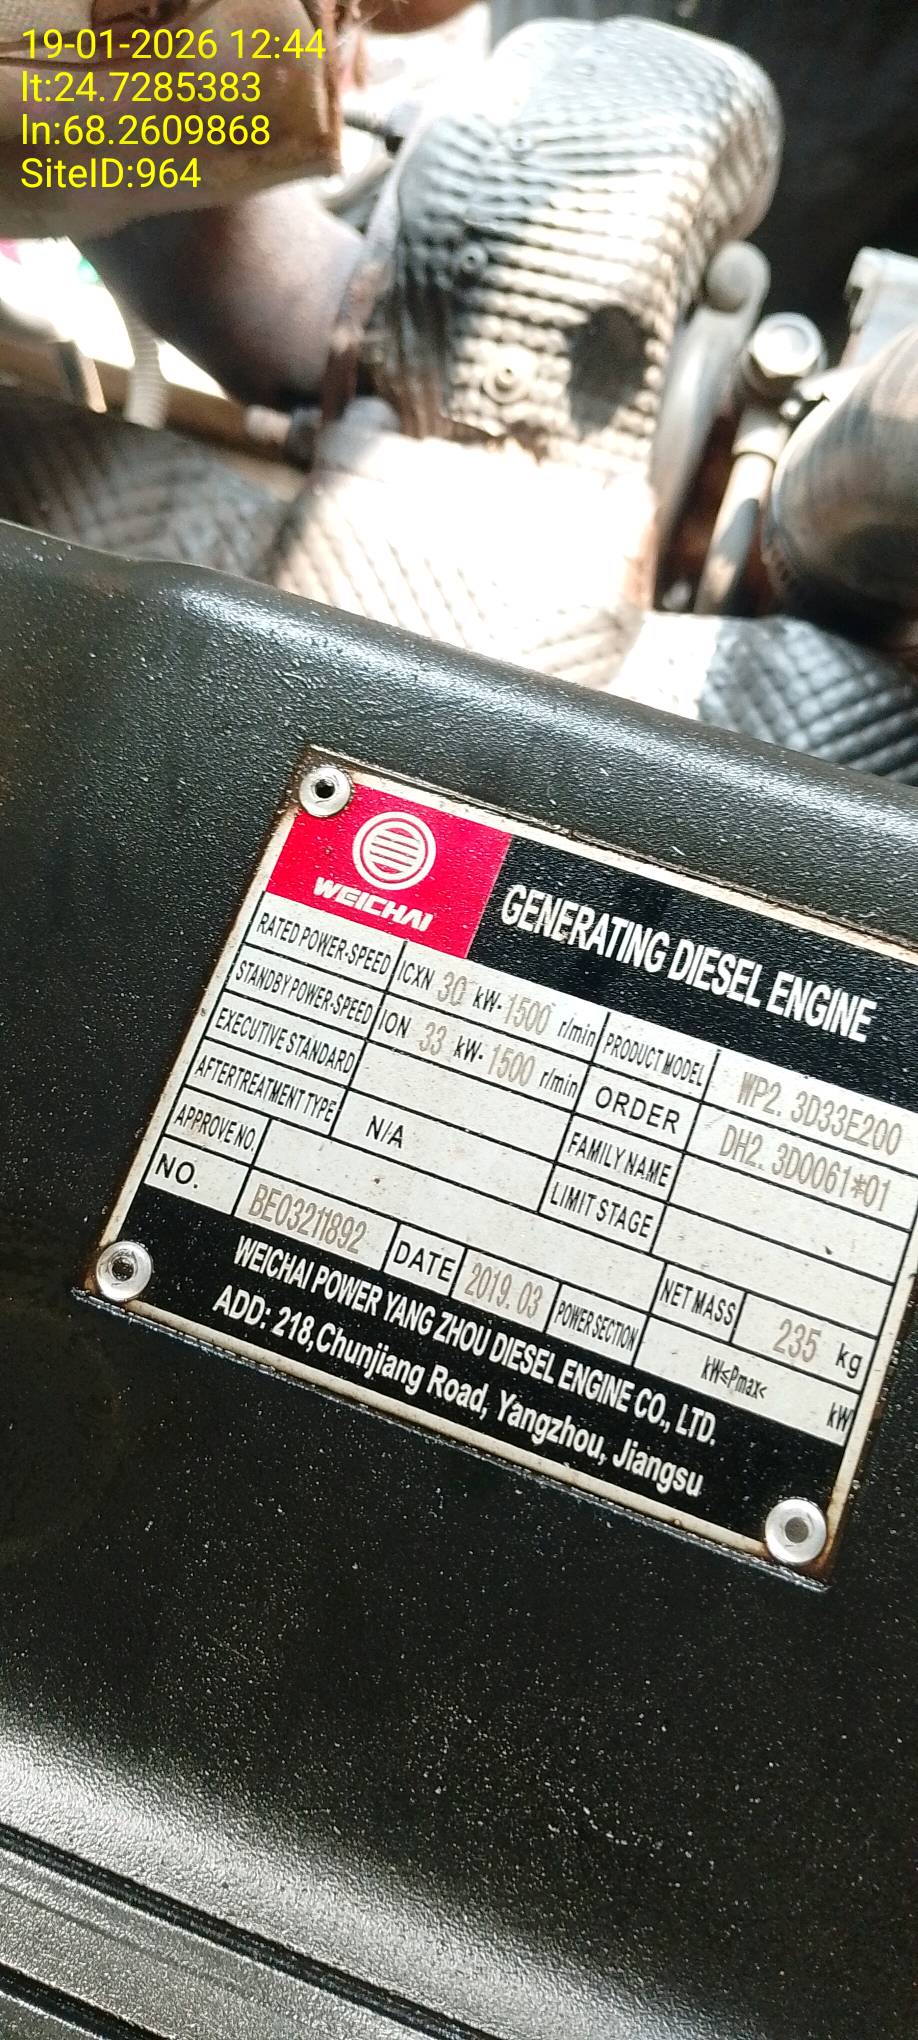 19-01-2026 12:44
lt:24.7285383
ln:68.2609868
SiteID:964
WEICHAI
GENERATING DIESEL ENGINE
RATED POWER-SPEED ICXN 30 kW- 1500 r/min PRODUCT MODEL WP2. 3D33E200
STANDBY POWER-SPEED ION 33 kW- 1500 r/min ORDER DH2. 3D0061*01
EXECUTIVE STANDARD FAMILY NAME
AFTERTREATMENT TYPE N/A LIMIT STAGE
APPROVE NO. NET MASS 235 kg
NO. BE03211892 DATE 2019. 03 POWER SECTION kW≤Pmax< kW
WEICHAI POWER YANG ZHOU DIESEL ENGINE CO., LTD.
ADD: 218,Chunjiang Road, Yangzhou, Jiangsu